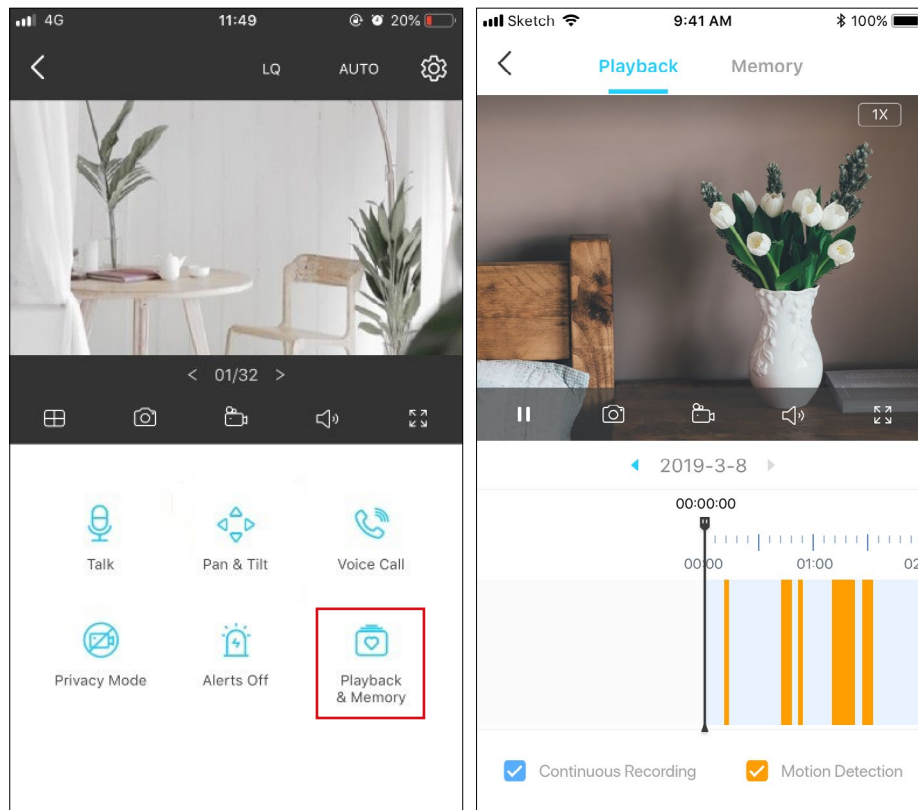 4G
11:49
20%
LQ
AUTO
< 01/32 >
Talk
Pan & Tilt
Voice Call
Privacy Mode
Alerts Off
Playback
& Memory
Sketch
9:41 AM
100%
Playback
Memory
1X
2019-3-8
00:00:00
00:00
01:00
02
Continuous Recording
Motion Detection